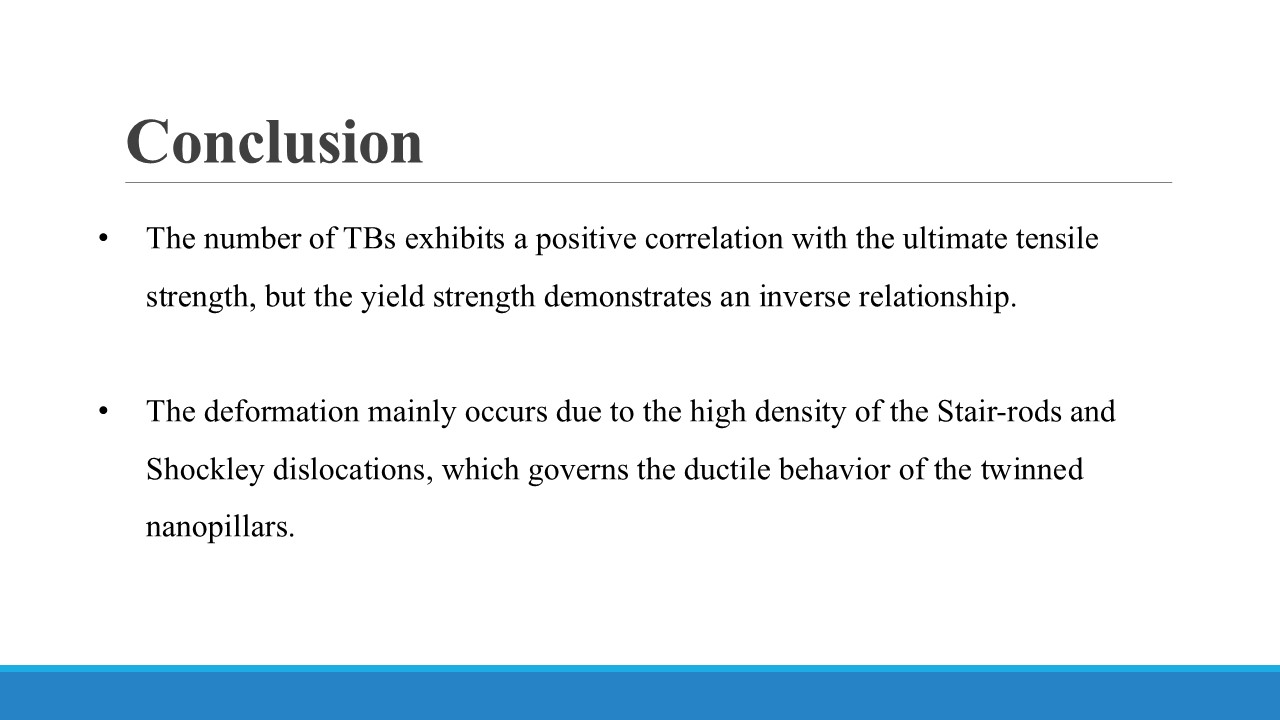 Conclusion
• The number of TBs exhibits a positive correlation with the ultimate tensile
strength, but the yield strength demonstrates an inverse relationship.
• The deformation mainly occurs due to the high density of the Stair-rods and
Shockley dislocations, which governs the ductile behavior of the twinned
nanopillars.